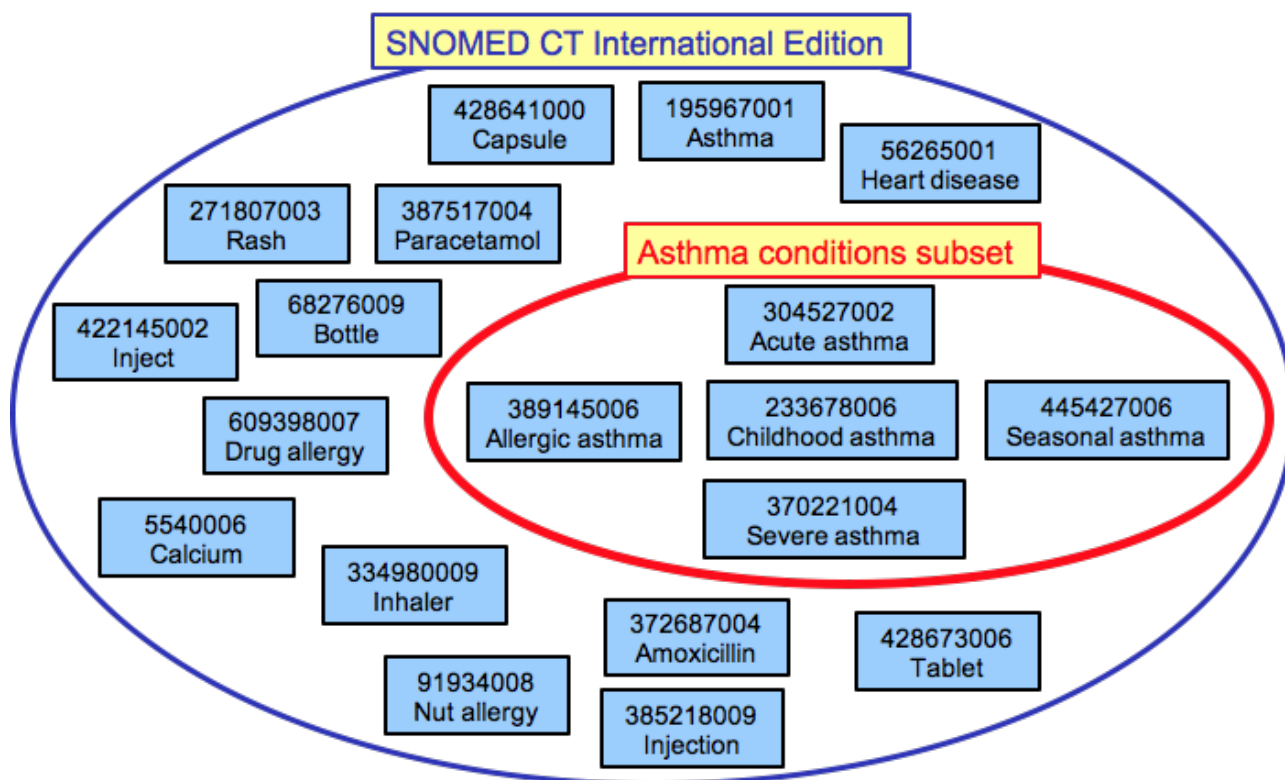 SNOMED CT International Edition
428641000
Capsule
195967001
Asthma
56265001
Heart disease
271807003
Rash
387517004
Paracetamol
Asthma conditions subset
68276009
Bottle
422145002
Inject
304527002
Acute asthma
609398007
Drug allergy
389145006
Allergic asthma
233678006
Childhood asthma
445427006
Seasonal asthma
370221004
Severe asthma
5540006
Calcium
334980009
Inhaler
372687004
Amoxicillin
428673006
Tablet
91934008
Nut allergy
385218009
Injection